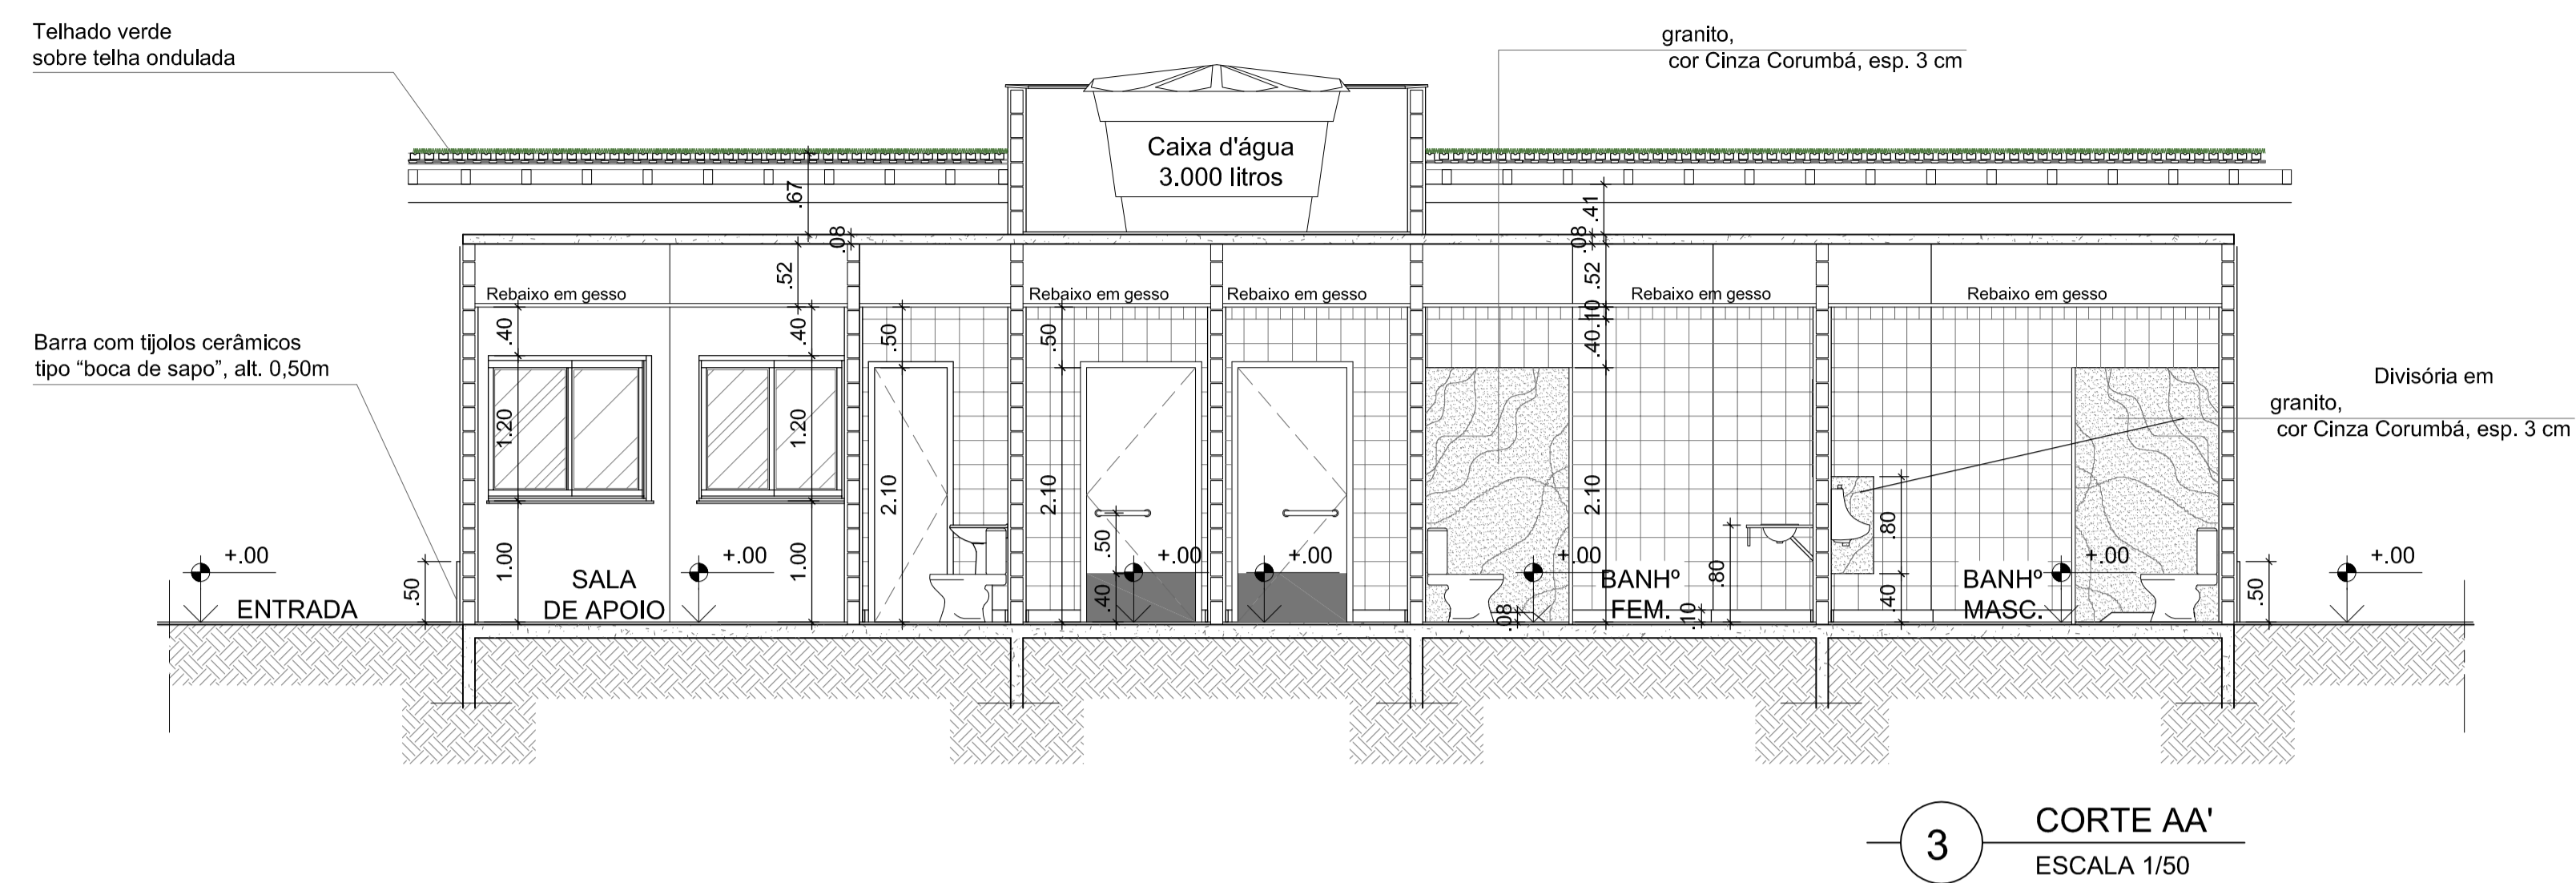 Telhado verde
sobre telha ondulada
granito,
cor Cinza Corumbá, esp. 3 cm
Caixa d'água
3.000 litros
.67
.41
.08
.08
.52
.52
Rebaixo em gesso
Rebaixo em gesso
Rebaixo em gesso
Rebaixo em gesso
Rebaixo em gesso
.10
.40
.40
.50
.50
.40
Barra com tijolos cerâmicos
tipo “boca de sapo”, alt. 0,50m
Divisória em
granito,
cor Cinza Corumbá, esp. 3 cm
1.20
1.20
2.10
2.10
2.10
.50
.80
.80
+.00
+.00
+.00
+.00
+.00
+.00
+.00
1.00
1.00
.50
.40
.08
.10
.40
.50
ENTRADA
SALA
DE APOIO
BANHº
FEM.
BANHº
MASC.
3
CORTE AA'
ESCALA 1/50